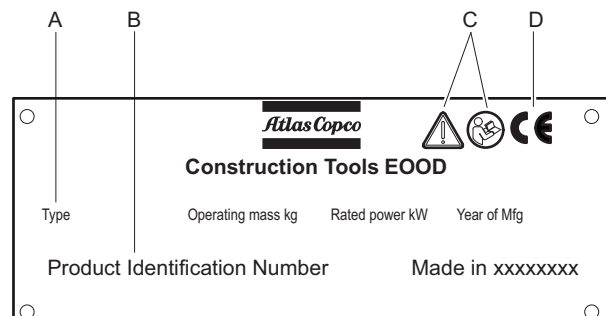 A B C D
Atlas Copco
CE
Construction Tools EOOD
Type Operating mass kg Rated power kW Year of Mfg
Product Identification Number Made in xxxxxxxx